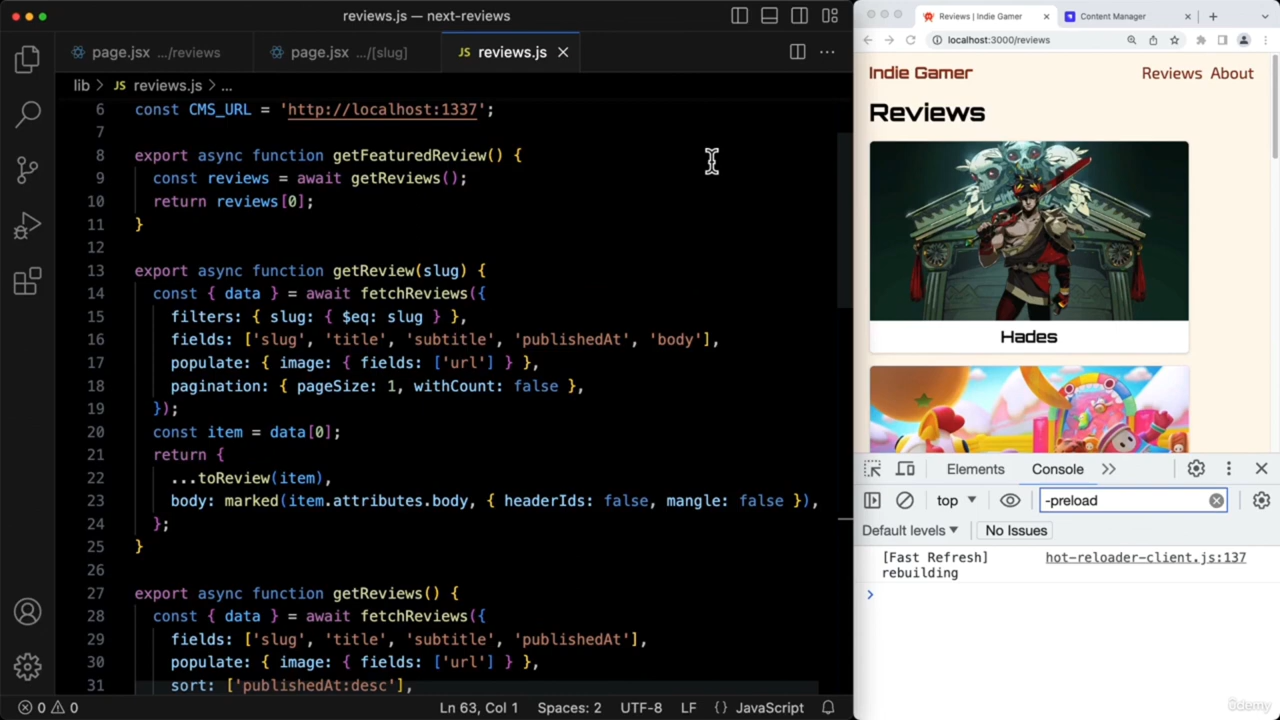 reviews.js — next-reviews
page.jsx .../reviews
page.jsx .../[slug]
JS reviews.js
lib > JS reviews.js > ...
6 const CMS_URL = 'http://localhost:1337';
7
8 export async function getFeaturedReview() {
9 const reviews = await getReviews();
10 return reviews[0];
11 }
12
13 export async function getReview(slug) {
14 const { data } = await fetchReviews({
15 filters: { slug: { $eq: slug } },
16 fields: ['slug', 'title', 'subtitle', 'publishedAt', 'body'],
17 populate: { image: { fields: ['url'] } },
18 pagination: { pageSize: 1, withCount: false },
19 });
20 const item = data[0];
21 return {
22 ...toReview(item),
23 body: marked(item.attributes.body, { headerIds: false, mangle: false }),
24 };
25 }
26
27 export async function getReviews() {
28 const { data } = await fetchReviews({
29 fields: ['slug', 'title', 'subtitle', 'publishedAt'],
30 populate: { image: { fields: ['url'] } },
31 sort: ['publishedAt:desc'],
0 0
Ln 63, Col 1
Spaces: 2
UTF-8
LF
{} JavaScript
Reviews | Indie Gamer
Content Manager
localhost:3000/reviews
Indie Gamer
Reviews About
Reviews
Hades
Elements
Console
top
-preload
Default levels
No Issues
[Fast Refresh] hot-reloader-client.js:137
rebuilding
ûdemy